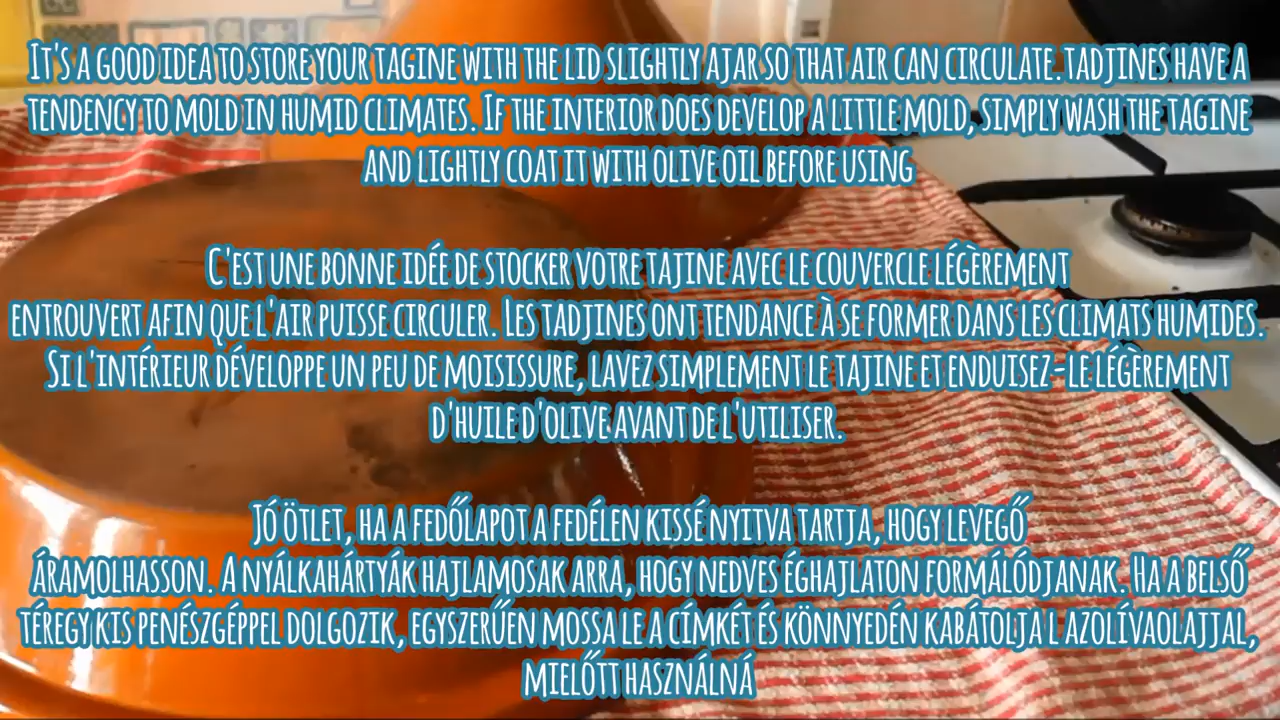 It's a good idea to store your tagine with the lid slightly ajar so that air can circulate.tadjines have a
tendency to mold in humid climates. If the interior does develop a little mold, simply wash the tagine
and lightly coat it with olive oil before using
C'est une bonne idée de stocker votre tajine avec le couvercle légèrement
entrouvert afin que l'air puisse circuler. Les tadjines ont tendance à se former dans les climats humides.
Si l'intérieur développe un peu de moisissure, lavez simplement le tajine et enduisez-le légèrement
d'huile d'olive avant de l'utiliser.
Jó ötlet, ha a fedőlapot a fedélen kissé nyitva tartja, hogy levegő
áramolhasson. A nyálkahártyák hajlamosak arra, hogy nedves éghajlaton formálódjanak. Ha a belső
téregy kis penészgéppel dolgozik, egyszerűen mossa le a címkét és könnyedén kabátolja l azolívaolajjal,
mielőtt használná